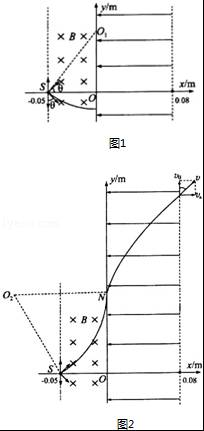 y/m
B
O₁
S
θ
θ
O
x/m
-0.05
0.08
图1
y/m
v₀
v
vₓ
O₂
N
B
S
O
x/m
-0.05
0.08
图2